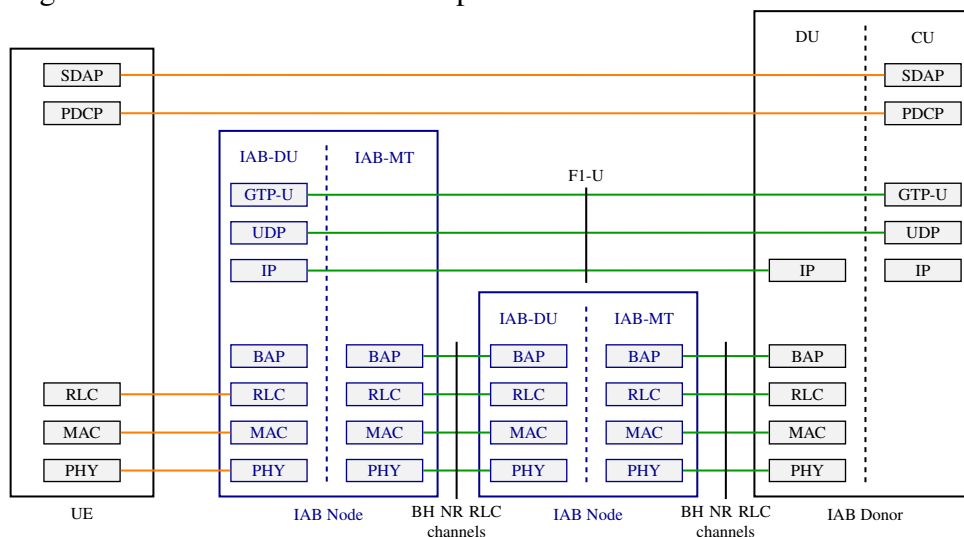 DU CU
SDAP SDAP
PDCP PDCP
IAB-DU IAB-MT
F1-U
GTP-U GTP-U
UDP UDP
IP IP IP
IAB-DU IAB-MT
BAP BAP BAP BAP BAP
RLC RLC RLC RLC RLC RLC
MAC MAC MAC MAC MAC MAC
PHY PHY PHY PHY PHY PHY
UE IAB Node BH NR RLC channels IAB Node BH NR RLC channels IAB Donor